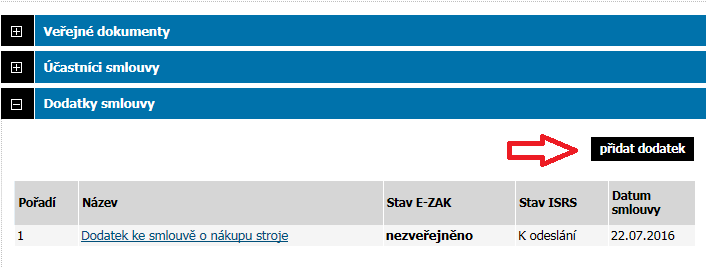 Veřejné dokumenty
Účastníci smlouvy
Dodatky smlouvy
přidat dodatek
Pořadí Název Stav E-ZAK Stav ISRS Datum smlouvy
1 Dodatek ke smlouvě o nákupu stroje nezveřejněno K odeslání 22.07.2016